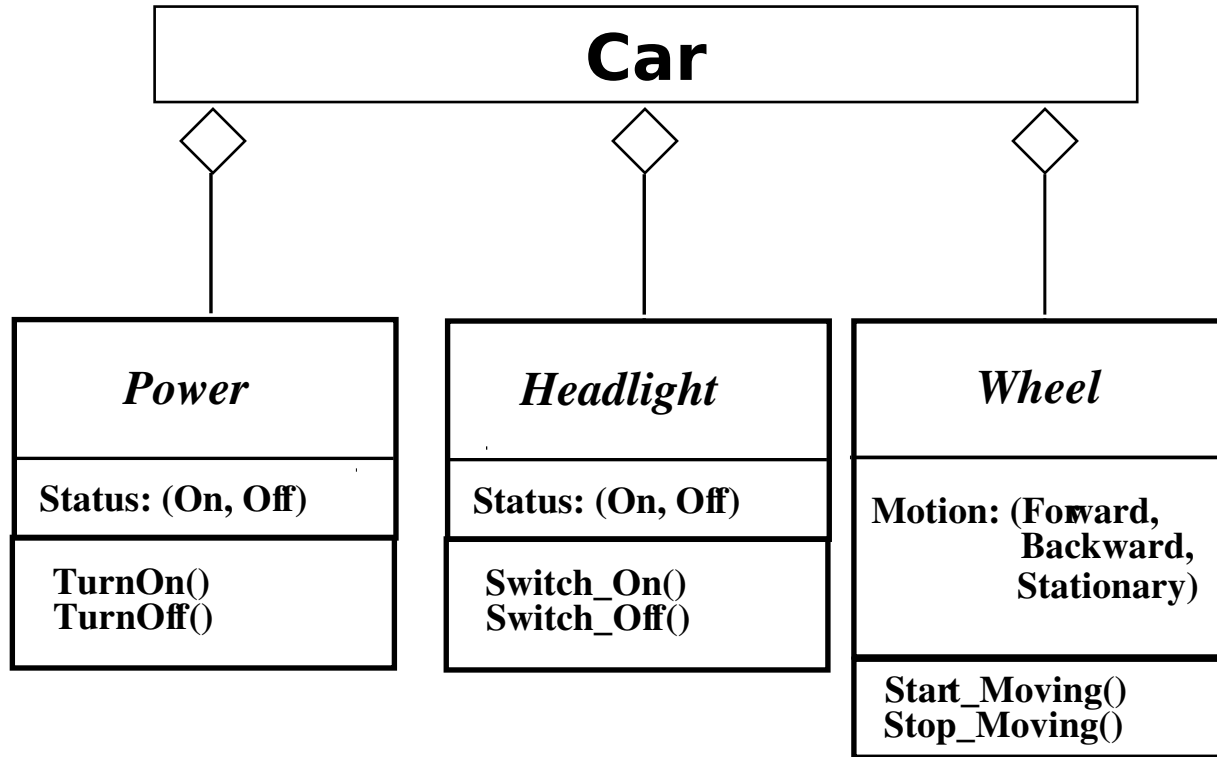 Car
Power
Status: (On, Off)
TurnOn()
TurnOff()
Headlight
Status: (On, Off)
Switch_On()
Switch_Off()
Wheel
Motion: (Forward,
Backward,
Stationary)
Start_Moving()
Stop_Moving()